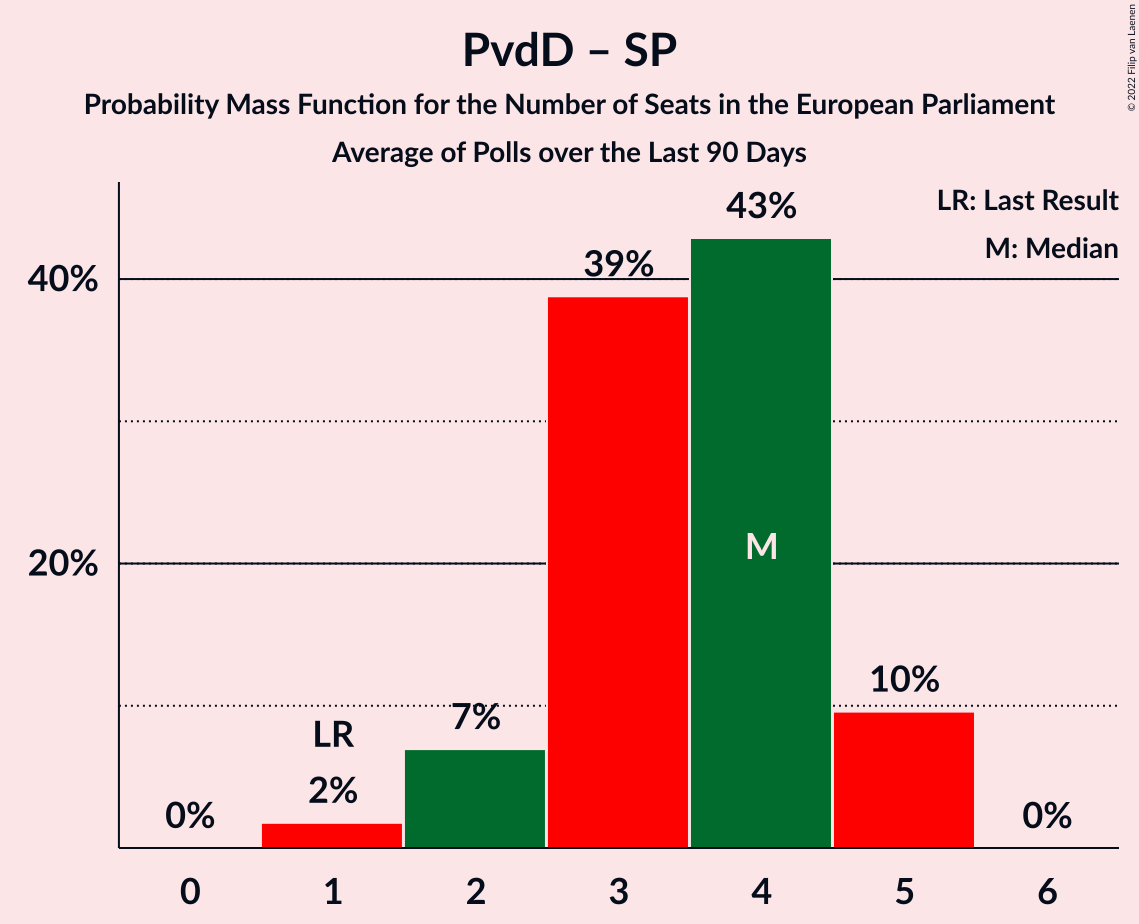 PvdD – SP
Probability Mass Function for the Number of Seats in the European Parliament
Average of Polls over the Last 90 Days
© 2022 Filip van Laenen
LR: Last Result
M: Median
40%
20%
0%
LR
2%
7%
39%
43%
M
10%
0%
0 1 2 3 4 5 6